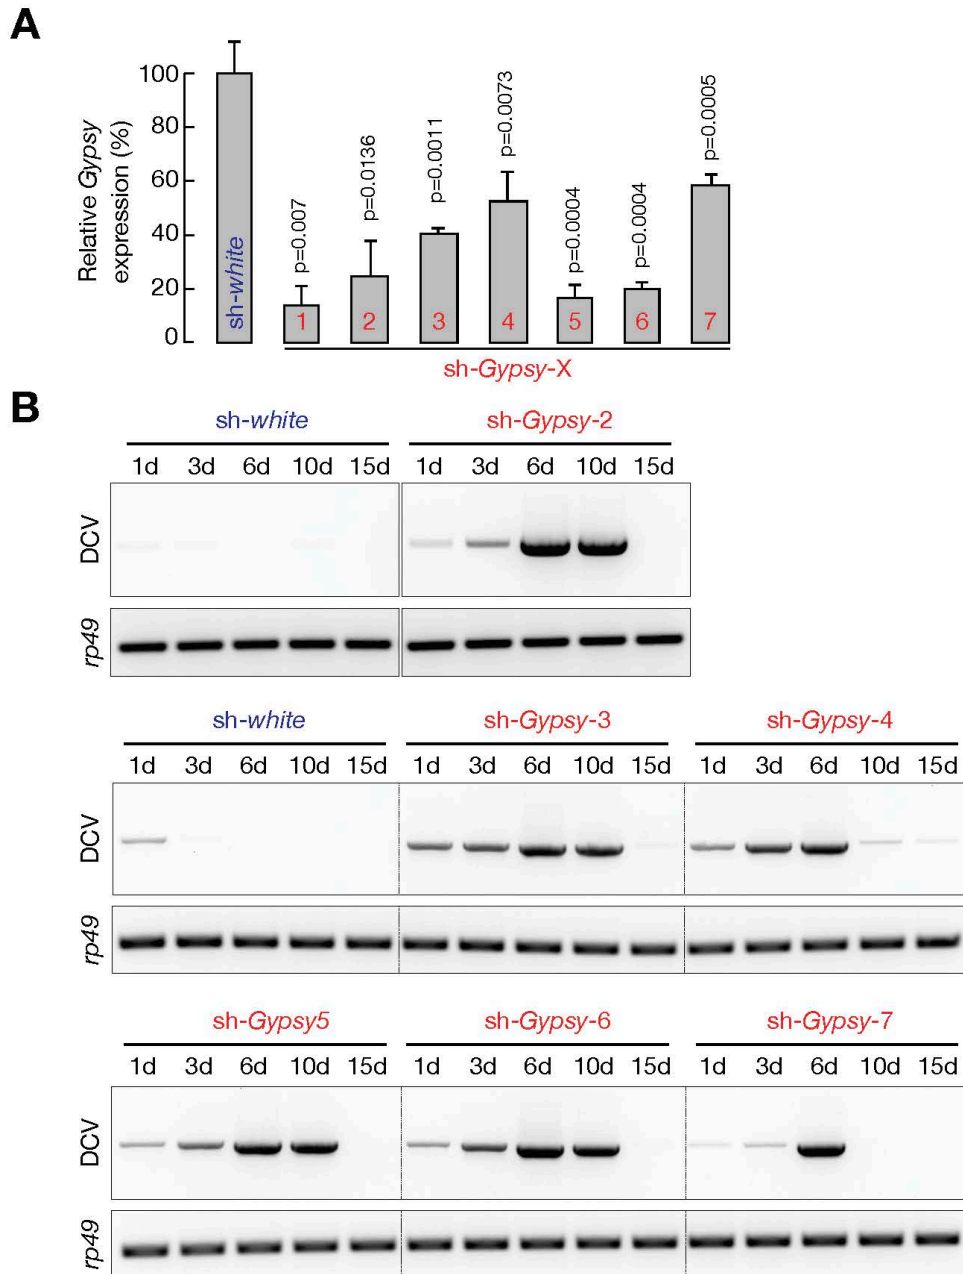 A
Relative Gypsy
expression (%)
100
80
60
40
20
0
sh-white
p=0.007
p=0.0136
p=0.0011
p=0.0073
p=0.0004
p=0.0004
p=0.0005
1 2 3 4 5 6 7
sh-Gypsy-X
B
sh-white sh-Gypsy-2
1d 3d 6d 10d 15d 1d 3d 6d 10d 15d
DCV
rp49
sh-white sh-Gypsy-3 sh-Gypsy-4
1d 3d 6d 10d 15d 1d 3d 6d 10d 15d 1d 3d 6d 10d 15d
DCV
rp49
sh-Gypsy5 sh-Gypsy-6 sh-Gypsy-7
1d 3d 6d 10d 15d 1d 3d 6d 10d 15d 1d 3d 6d 10d 15d
DCV
rp49